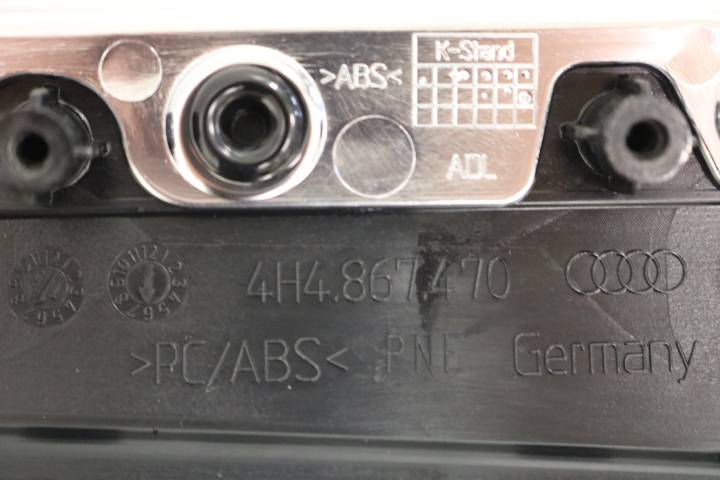 K-Stand
>ABS<
ADL
4H4.867.470
>PC/ABS< PNE Germany